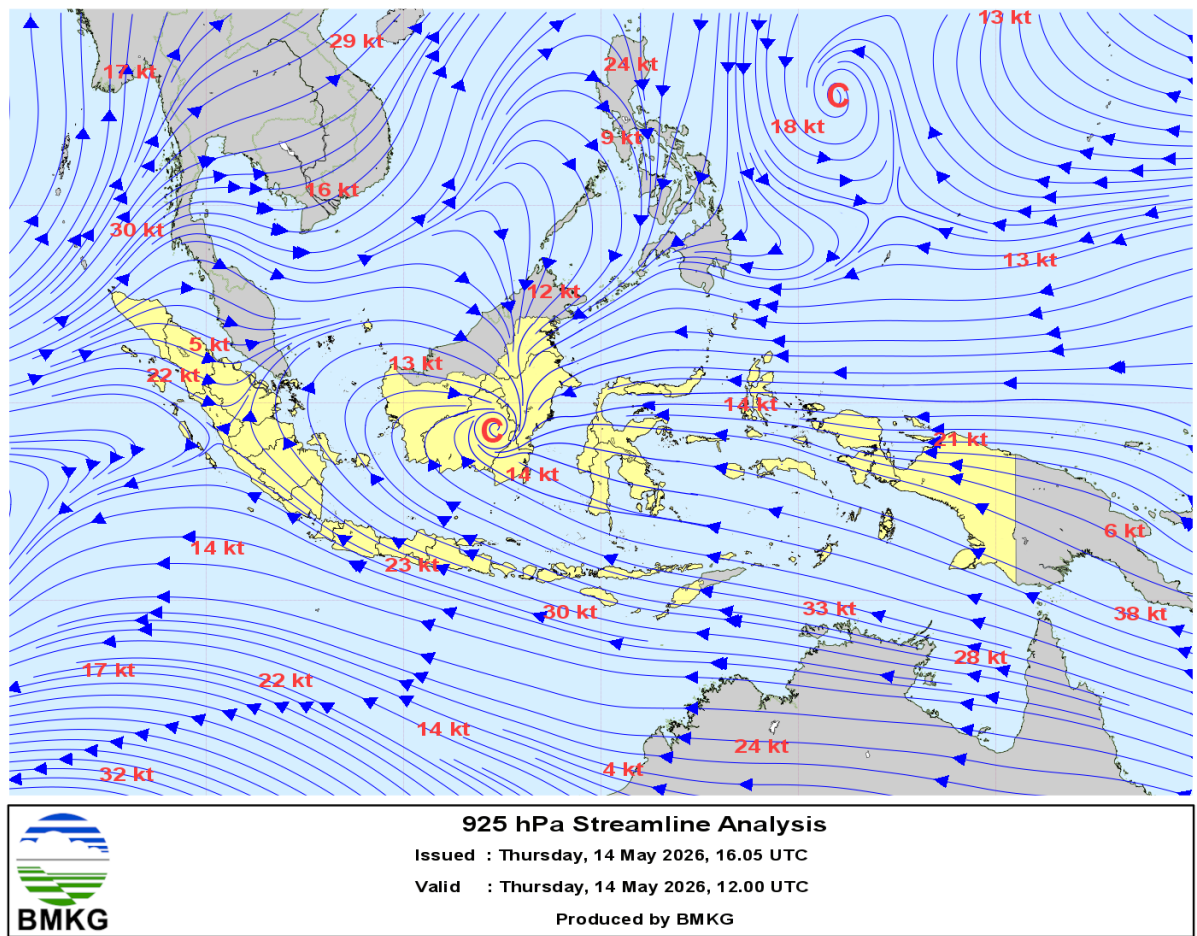 13 kt
29 kt
24 kt
17 kt
C
18 kt
9 kt
16 kt
30 kt
13 kt
12 kt
5 kt
13 kt
22 kt
14 kt
C
21 kt
14 kt
6 kt
14 kt
23 kt
30 kt
33 kt
38 kt
28 kt
17 kt
22 kt
14 kt
24 kt
4 kt
32 kt
925 hPa Streamline Analysis
Issued : Thursday, 14 May 2026, 16.05 UTC
Valid : Thursday, 14 May 2026, 12.00 UTC
Produced by BMKG
BMKG